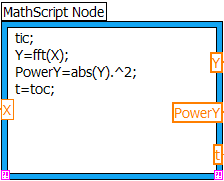 MathScript Node
tic;
Y=fft(X);
PowerY=abs(Y).^2;
t=toc;
Y
X
PowerY
t